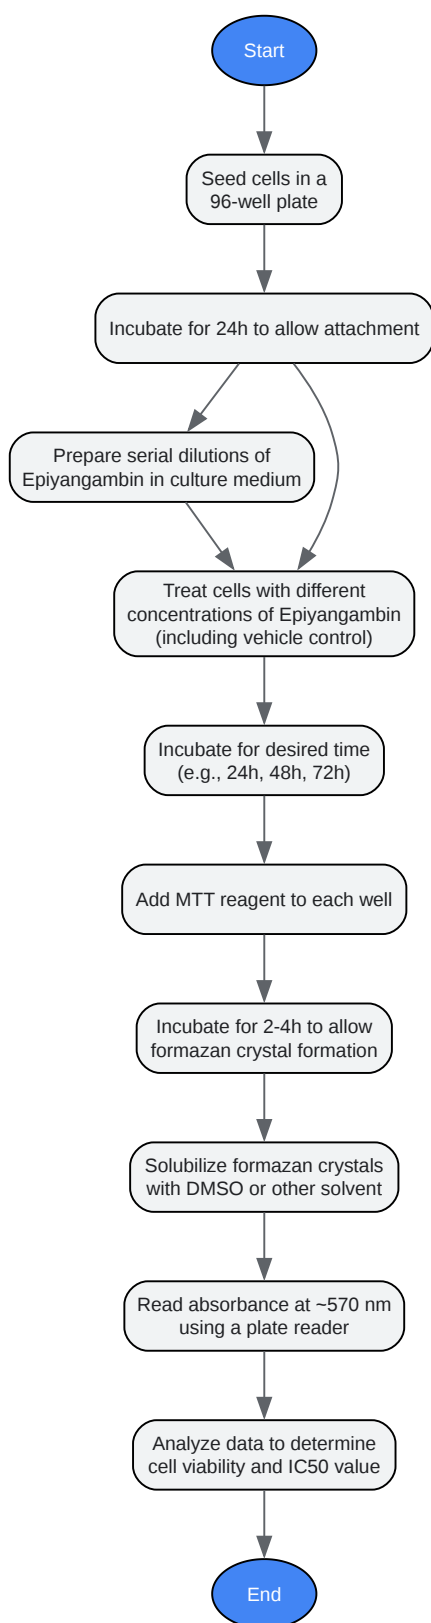 Start
Seed cells in a
96-well plate
Incubate for 24h to allow attachment
Prepare serial dilutions of
Epiyangambin in culture medium
Treat cells with different
concentrations of Epiyangambin
(including vehicle control)
Incubate for desired time
(e.g., 24h, 48h, 72h)
Add MTT reagent to each well
Incubate for 2-4h to allow
formazan crystal formation
Solubilize formazan crystals
with DMSO or other solvent
Read absorbance at ~570 nm
using a plate reader
Analyze data to determine
cell viability and IC50 value
End